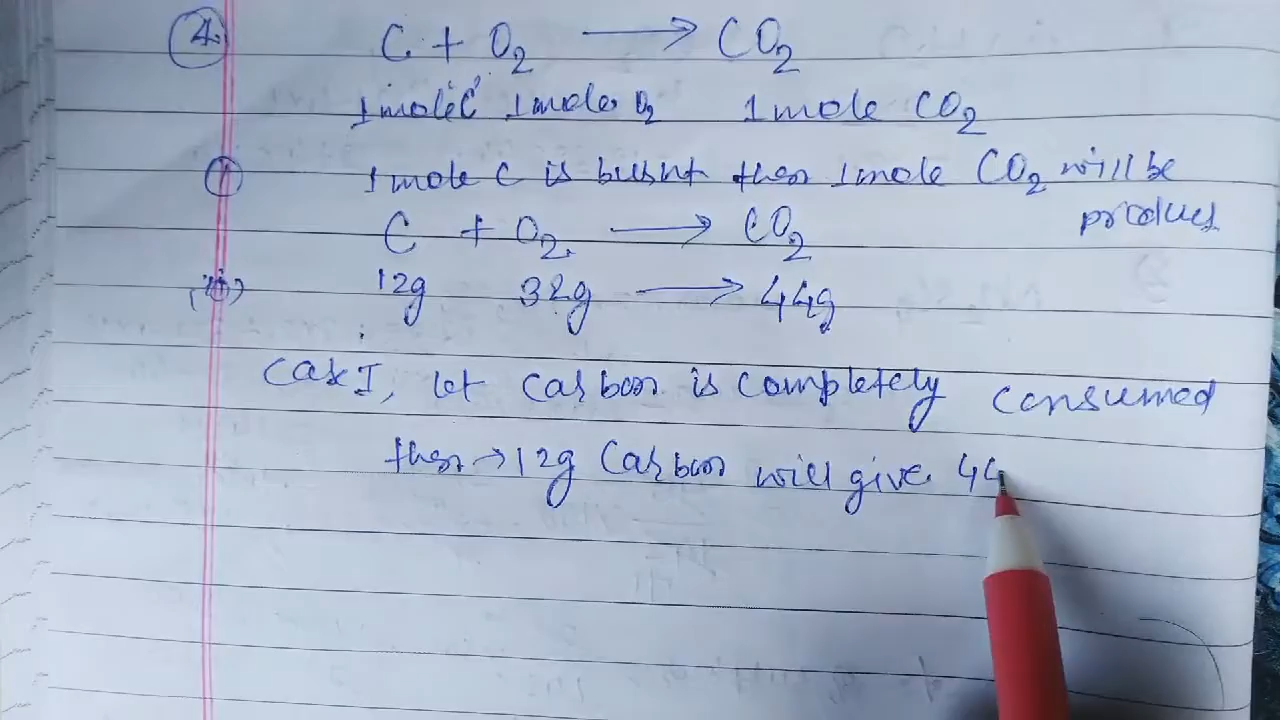 4. C + O2 → CO2
1 mole C 1 mole O2 1 mole CO2
1 mole C is burnt then 1 mole CO2 will be
produced
C + O2 → CO2
12g 32g → 44g
Case I, let Carbon is completely consumed
then → 12g Carbon will give 44